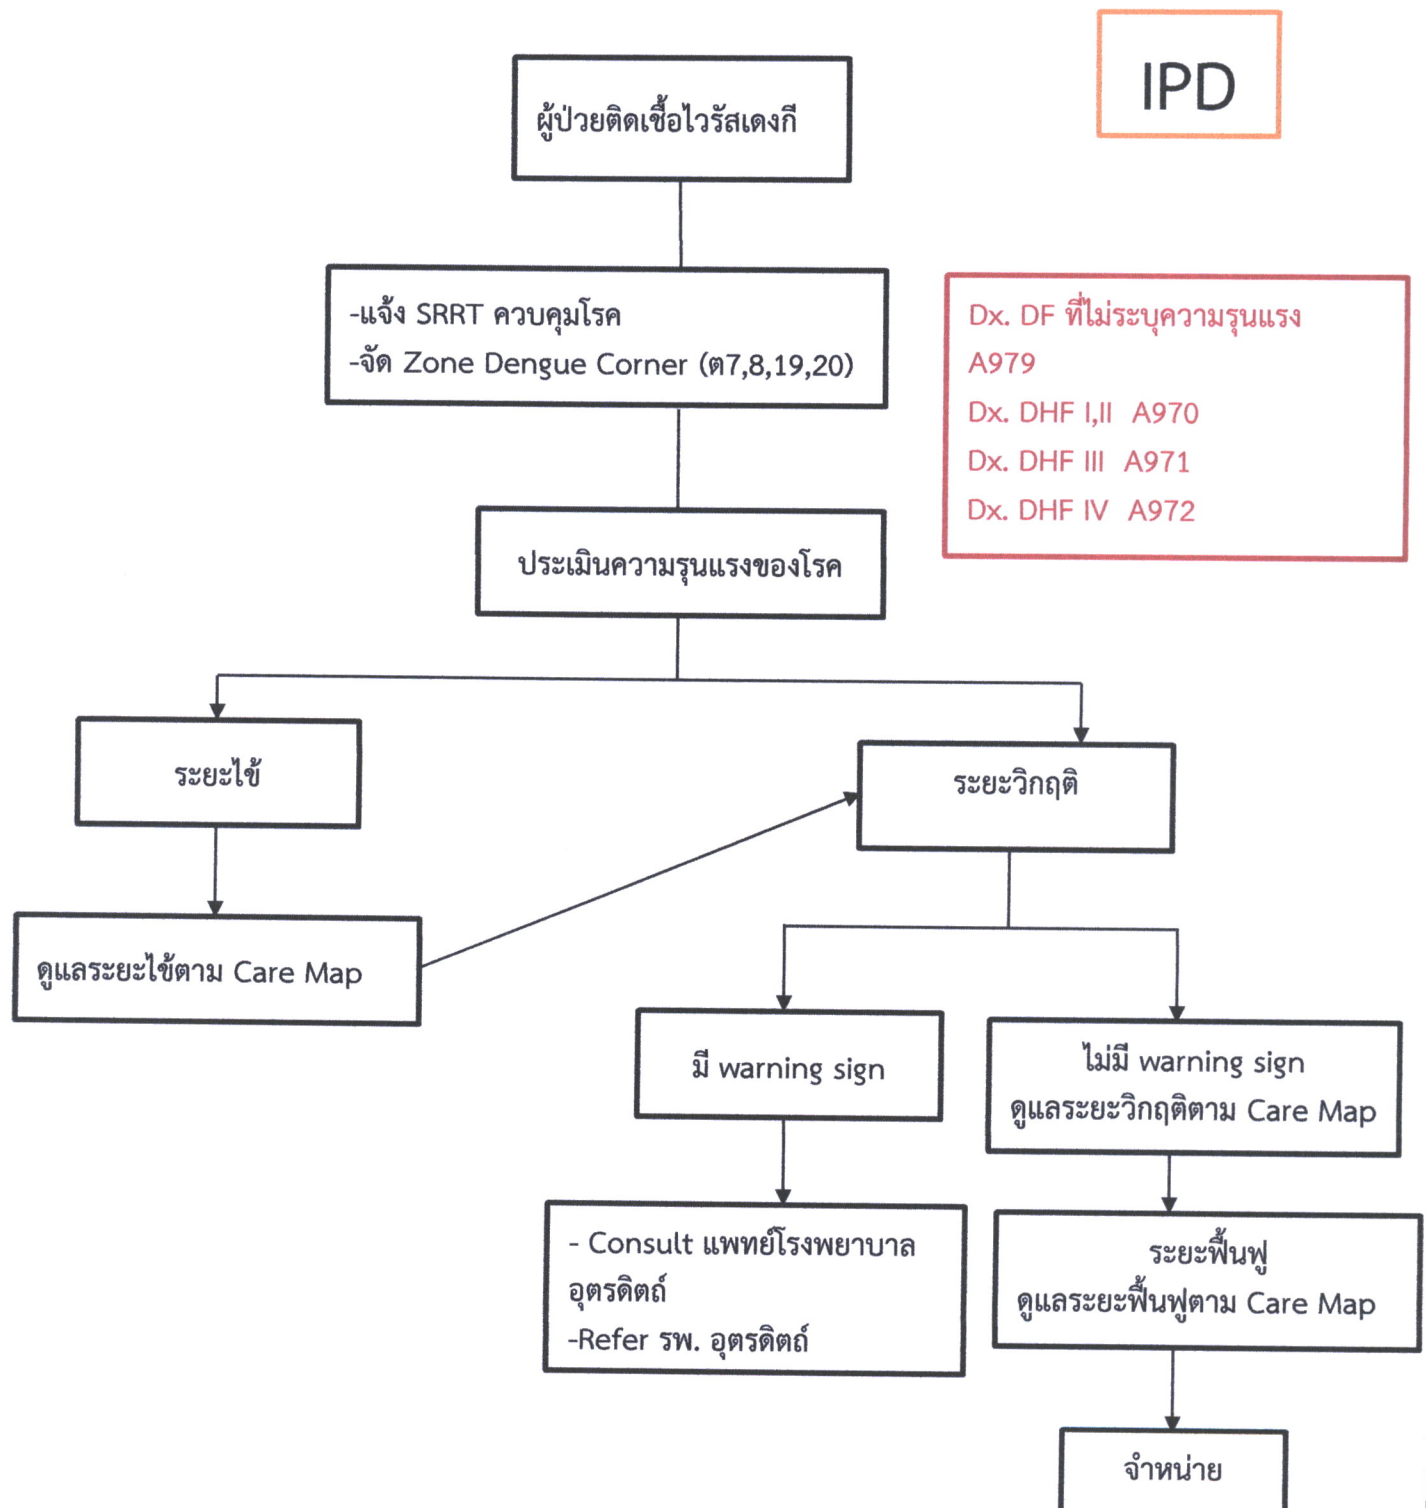 IPD
ผู้ป่วยติดเชื้อไวรัสเดงกี
-แจ้ง SRRT ควบคุมโรค
-จัด Zone Dengue Corner (ต7,8,19,20)
Dx. DF ที่ไม่ระบุความรุนแรง
A979
Dx. DHF I,II A970
Dx. DHF III A971
Dx. DHF IV A972
ประเมินความรุนแรงของโรค
ระยะไข้
ระยะวิกฤติ
ดูแลระยะไข้ตาม Care Map
มี warning sign
ไม่มี warning sign
ดูแลระยะวิกฤติตาม Care Map
- Consult แพทย์โรงพยาบาล
อุตรดิตถ์
-Refer รพ. อุตรดิตถ์
ระยะฟื้นฟู
ดูแลระยะฟื้นฟูตาม Care Map
จำหน่าย